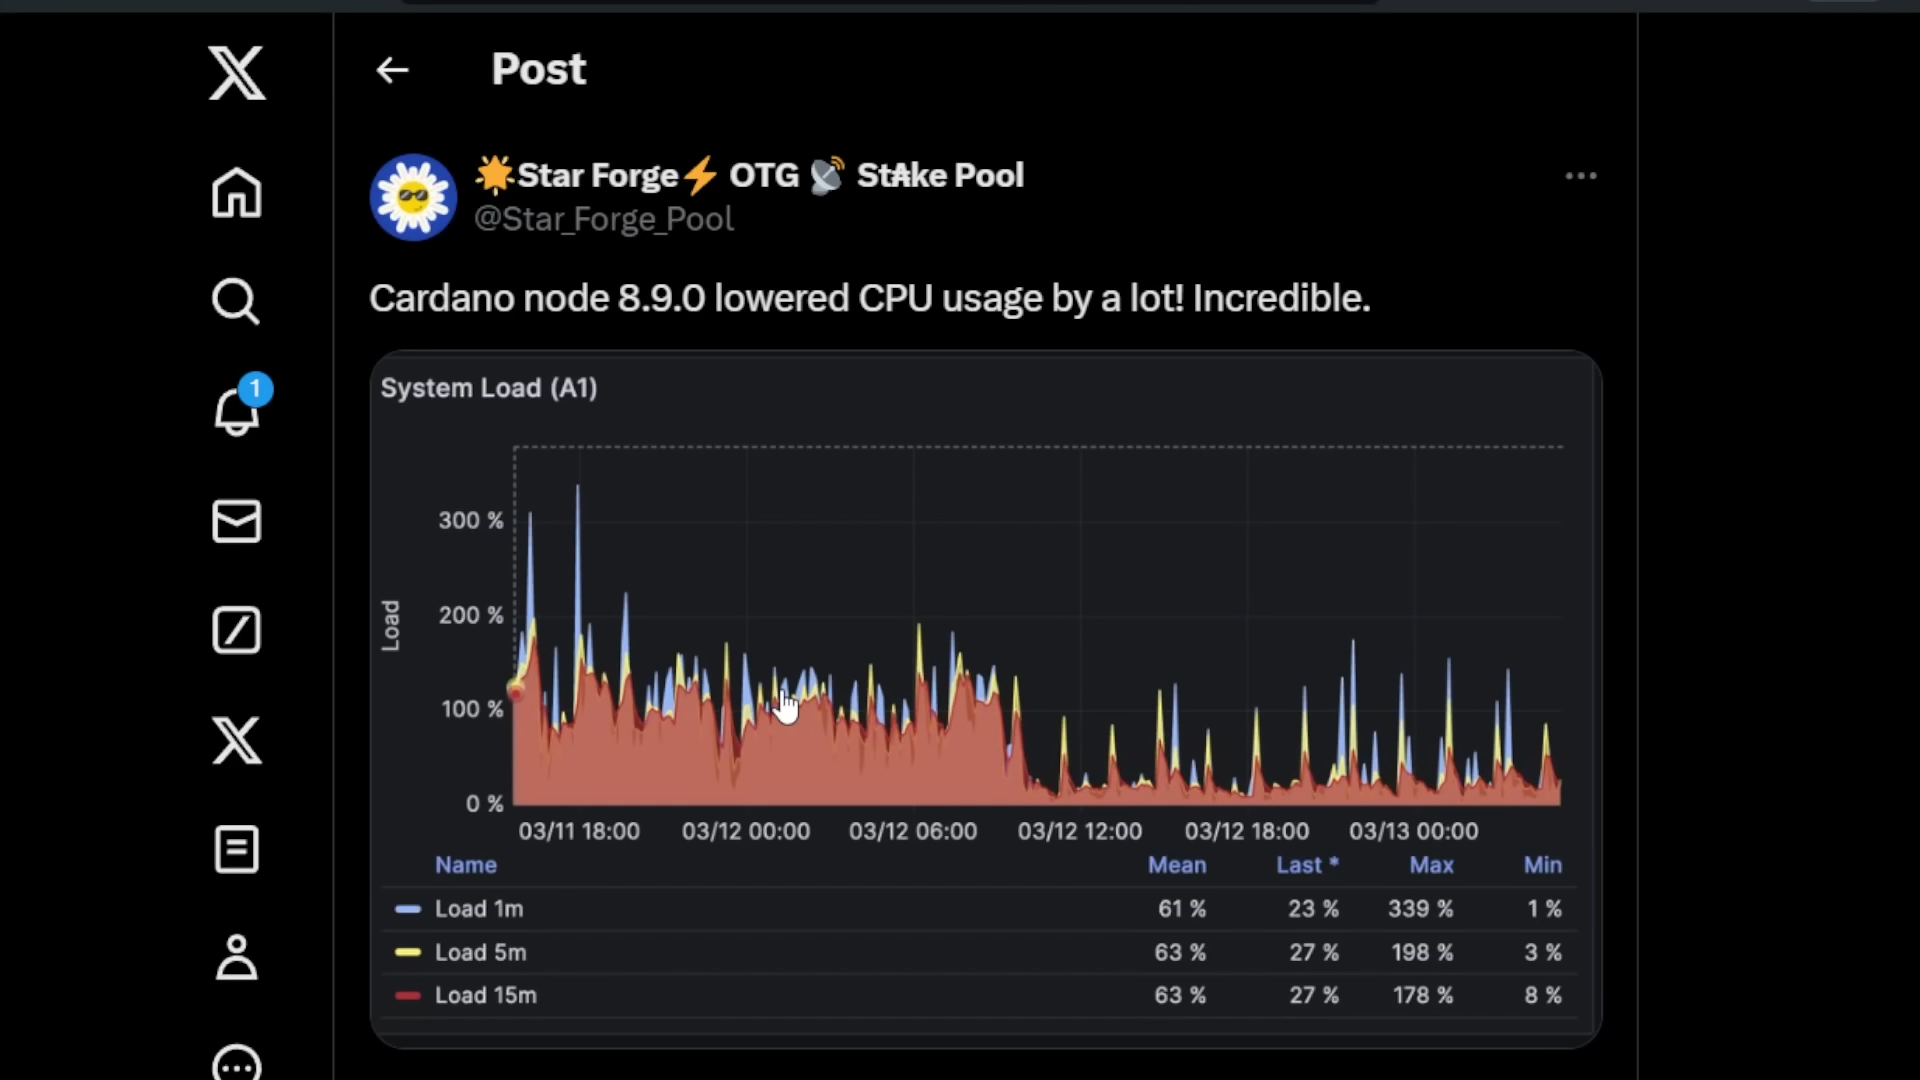 Post
Star Forge OTG StAke Pool
@Star_Forge_Pool
1
Cardano node 8.9.0 lowered CPU usage by a lot! Incredible.
System Load (A1)
300 %
200 %
100 %
0 %
Load
03/11 18:00 03/12 00:00 03/12 06:00 03/12 12:00 03/12 18:00 03/13 00:00
Name Mean Last * Max Min
Load 1m 61 % 23 % 339 % 1 %
Load 5m 63 % 27 % 198 % 3 %
Load 15m 63 % 27 % 178 % 8 %